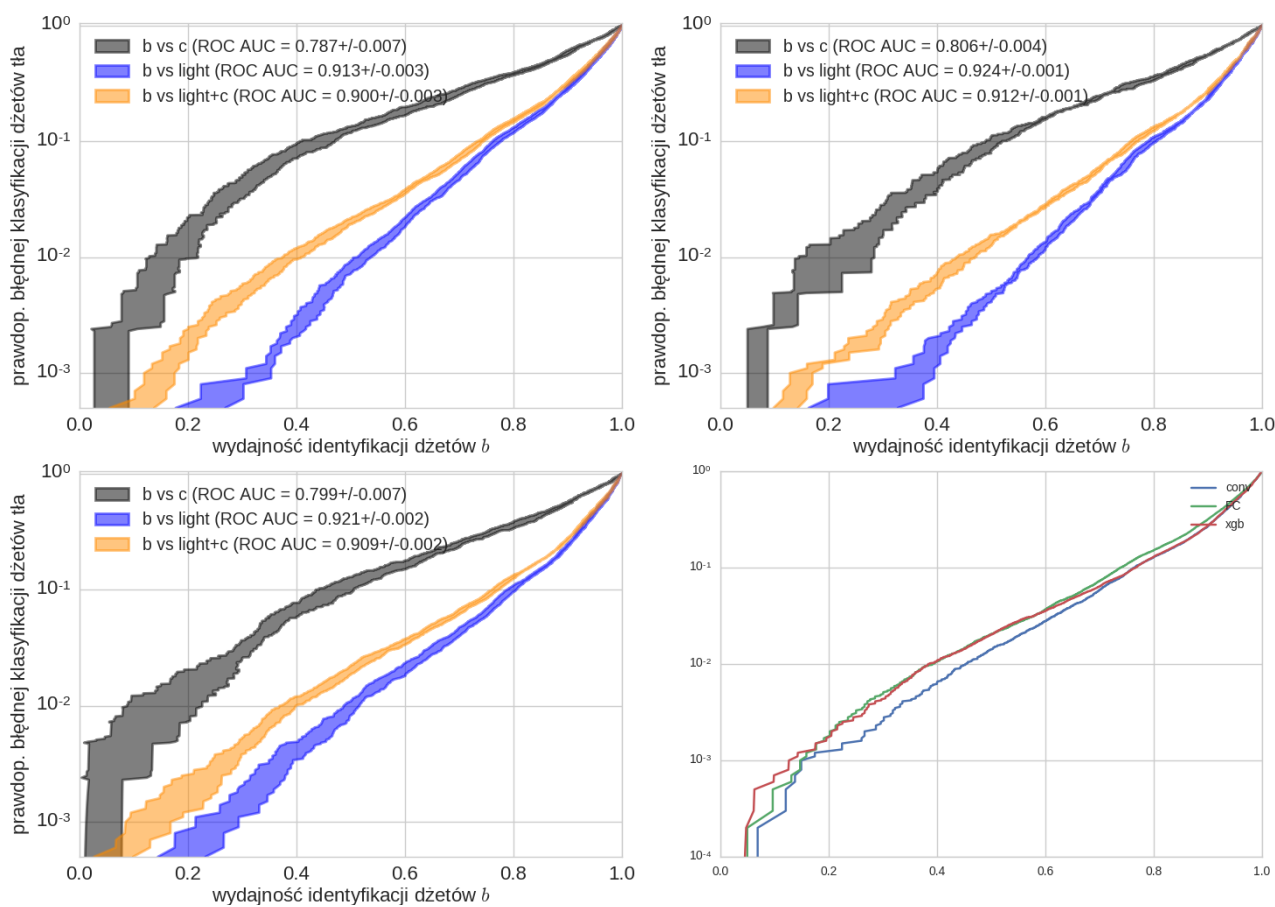 b vs c (ROC AUC = 0.787+/-0.007)
b vs light (ROC AUC = 0.913+/-0.003)
b vs light+c (ROC AUC = 0.900+/-0.003)
prawdop. błędnej klasyfikacji dżetów tła
10⁰
10⁻¹
10⁻²
10⁻³
0.0 0.2 0.4 0.6 0.8 1.0
wydajność identyfikacji dżetów b
b vs c (ROC AUC = 0.806+/-0.004)
b vs light (ROC AUC = 0.924+/-0.001)
b vs light+c (ROC AUC = 0.912+/-0.001)
prawdop. błędnej klasyfikacji dżetów tła
10⁰
10⁻¹
10⁻²
10⁻³
0.0 0.2 0.4 0.6 0.8 1.0
wydajność identyfikacji dżetów b
b vs c (ROC AUC = 0.799+/-0.007)
b vs light (ROC AUC = 0.921+/-0.002)
b vs light+c (ROC AUC = 0.909+/-0.002)
prawdop. błędnej klasyfikacji dżetów tła
10⁰
10⁻¹
10⁻²
10⁻³
0.0 0.2 0.4 0.6 0.8 1.0
wydajność identyfikacji dżetów b
conv
FC
xgb
10⁰
10⁻¹
10⁻²
10⁻³
10⁻⁴
0.0 0.2 0.4 0.6 0.8 1.0